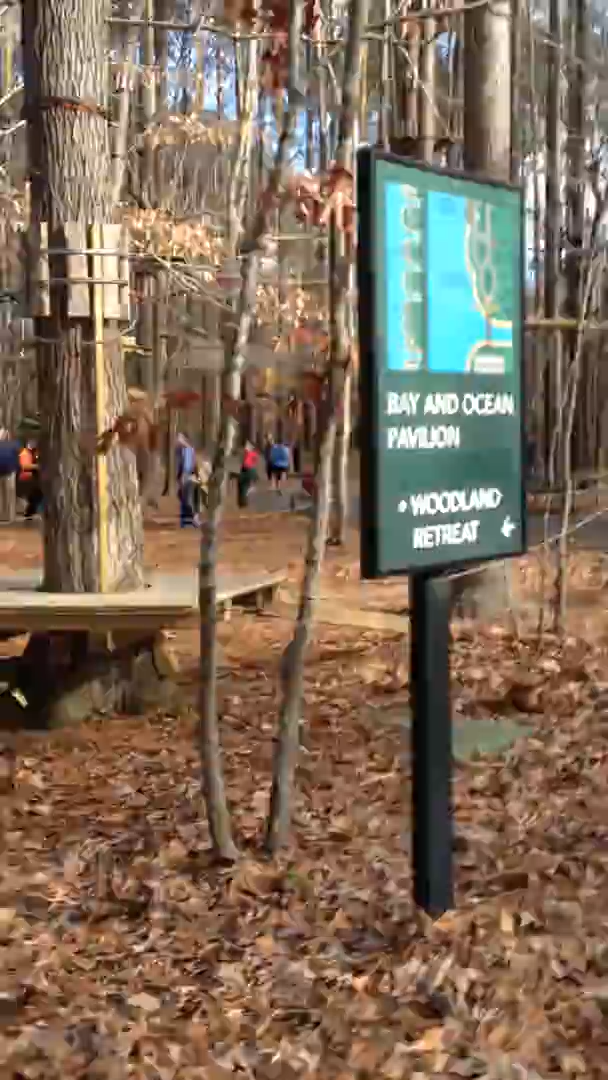 BAY AND OCEAN
PAVILION
• WOODLAND
RETREAT ←